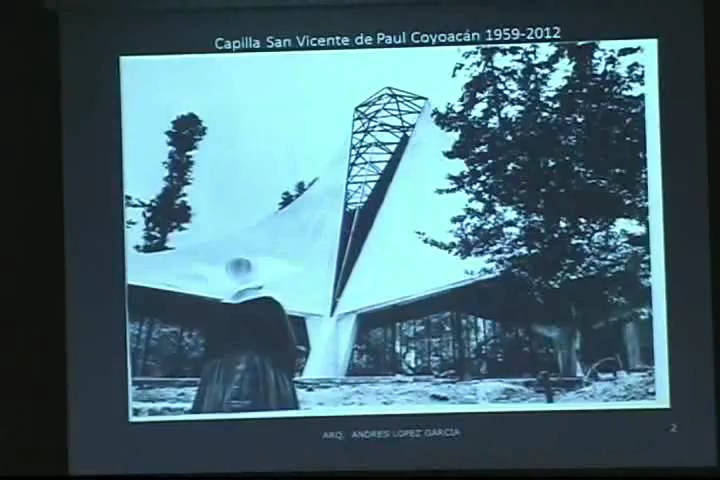 Capilla San Vicente de Paul Coyoacán 1959-2012
ARQ. ANDRES LOPEZ GARCIA
2